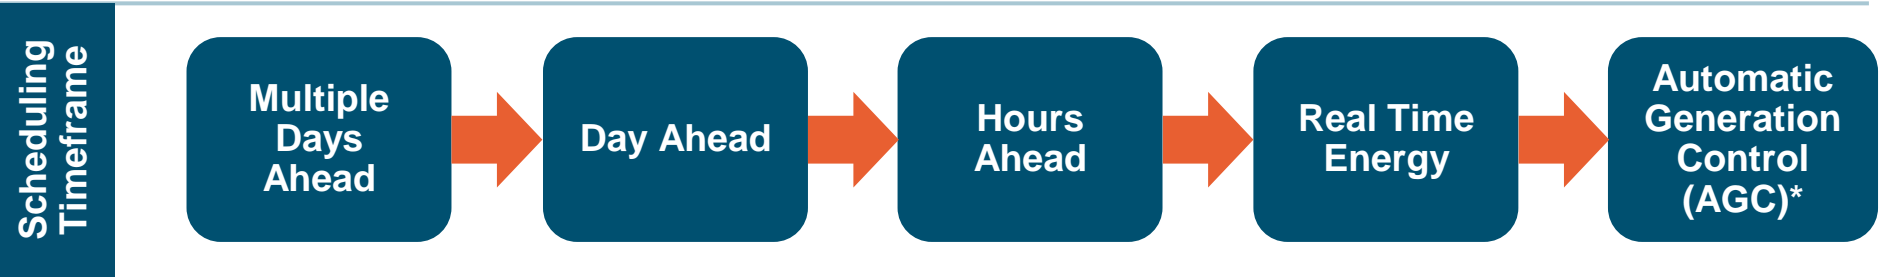 Scheduling
Timeframe
Multiple
Days
Ahead
Day Ahead
Hours
Ahead
Real Time
Energy
Automatic
Generation
Control
(AGC)*